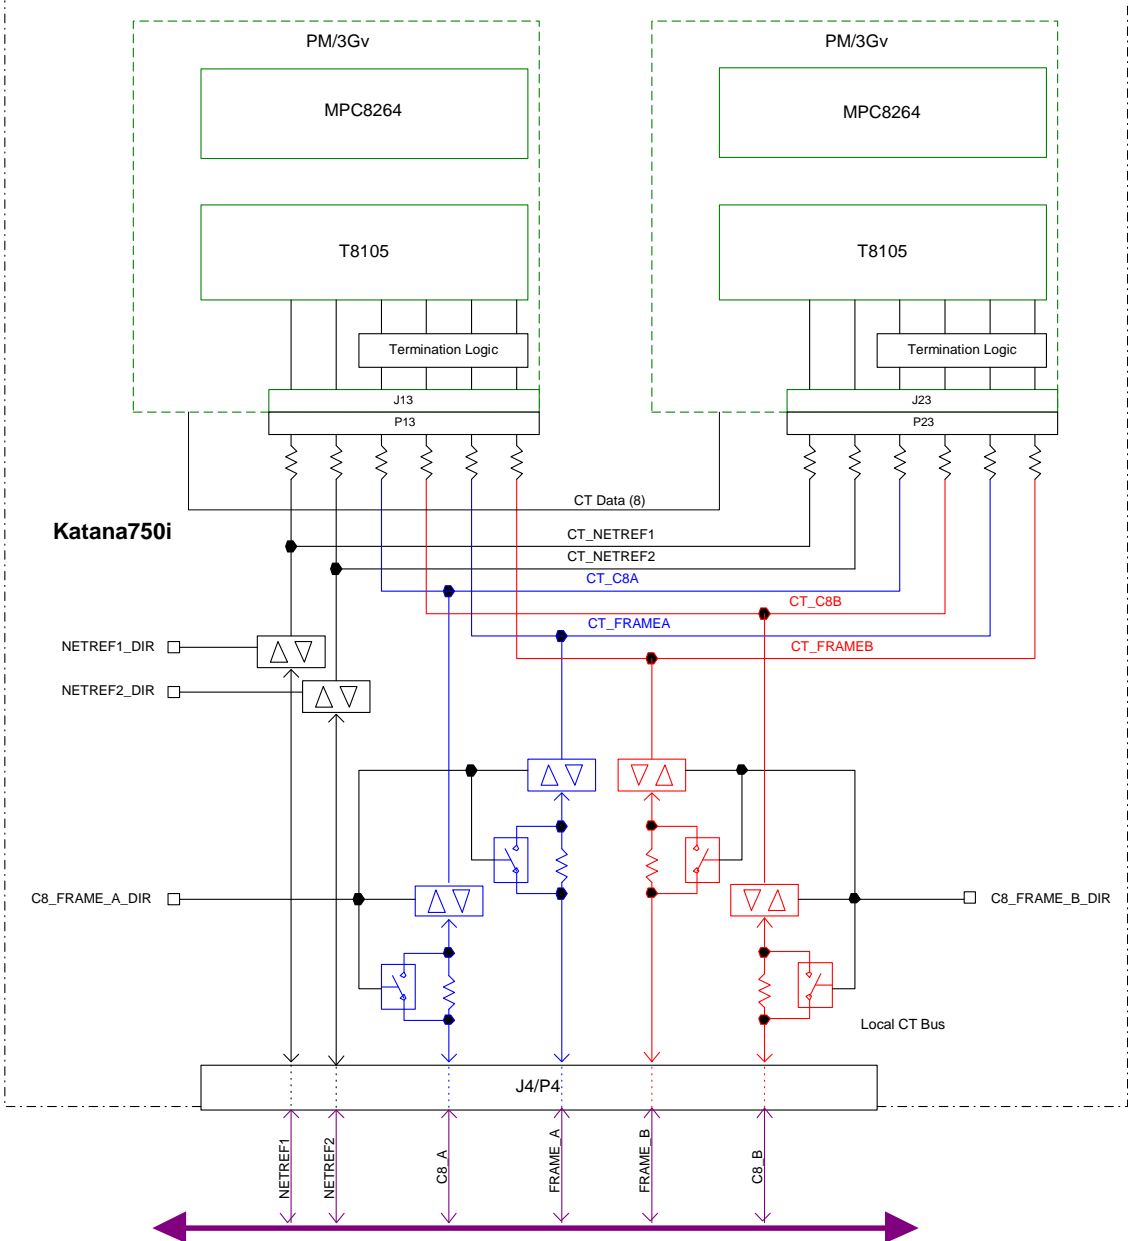 PM/3Gv
PM/3Gv
MPC8264
MPC8264
T8105
T8105
Termination Logic
Termination Logic
J13
J23
P13
P23
CT Data (8)
Katana750i
CT_NETREF1
CT_NETREF2
CT_C8A
CT_C8B
CT_FRAMEA
CT_FRAMEB
NETREF1_DIR
NETREF2_DIR
C8_FRAME_A_DIR
C8_FRAME_B_DIR
Local CT Bus
J4/P4
NETREF1
NETREF2
C8_A
FRAME_A
FRAME_B
C8_B